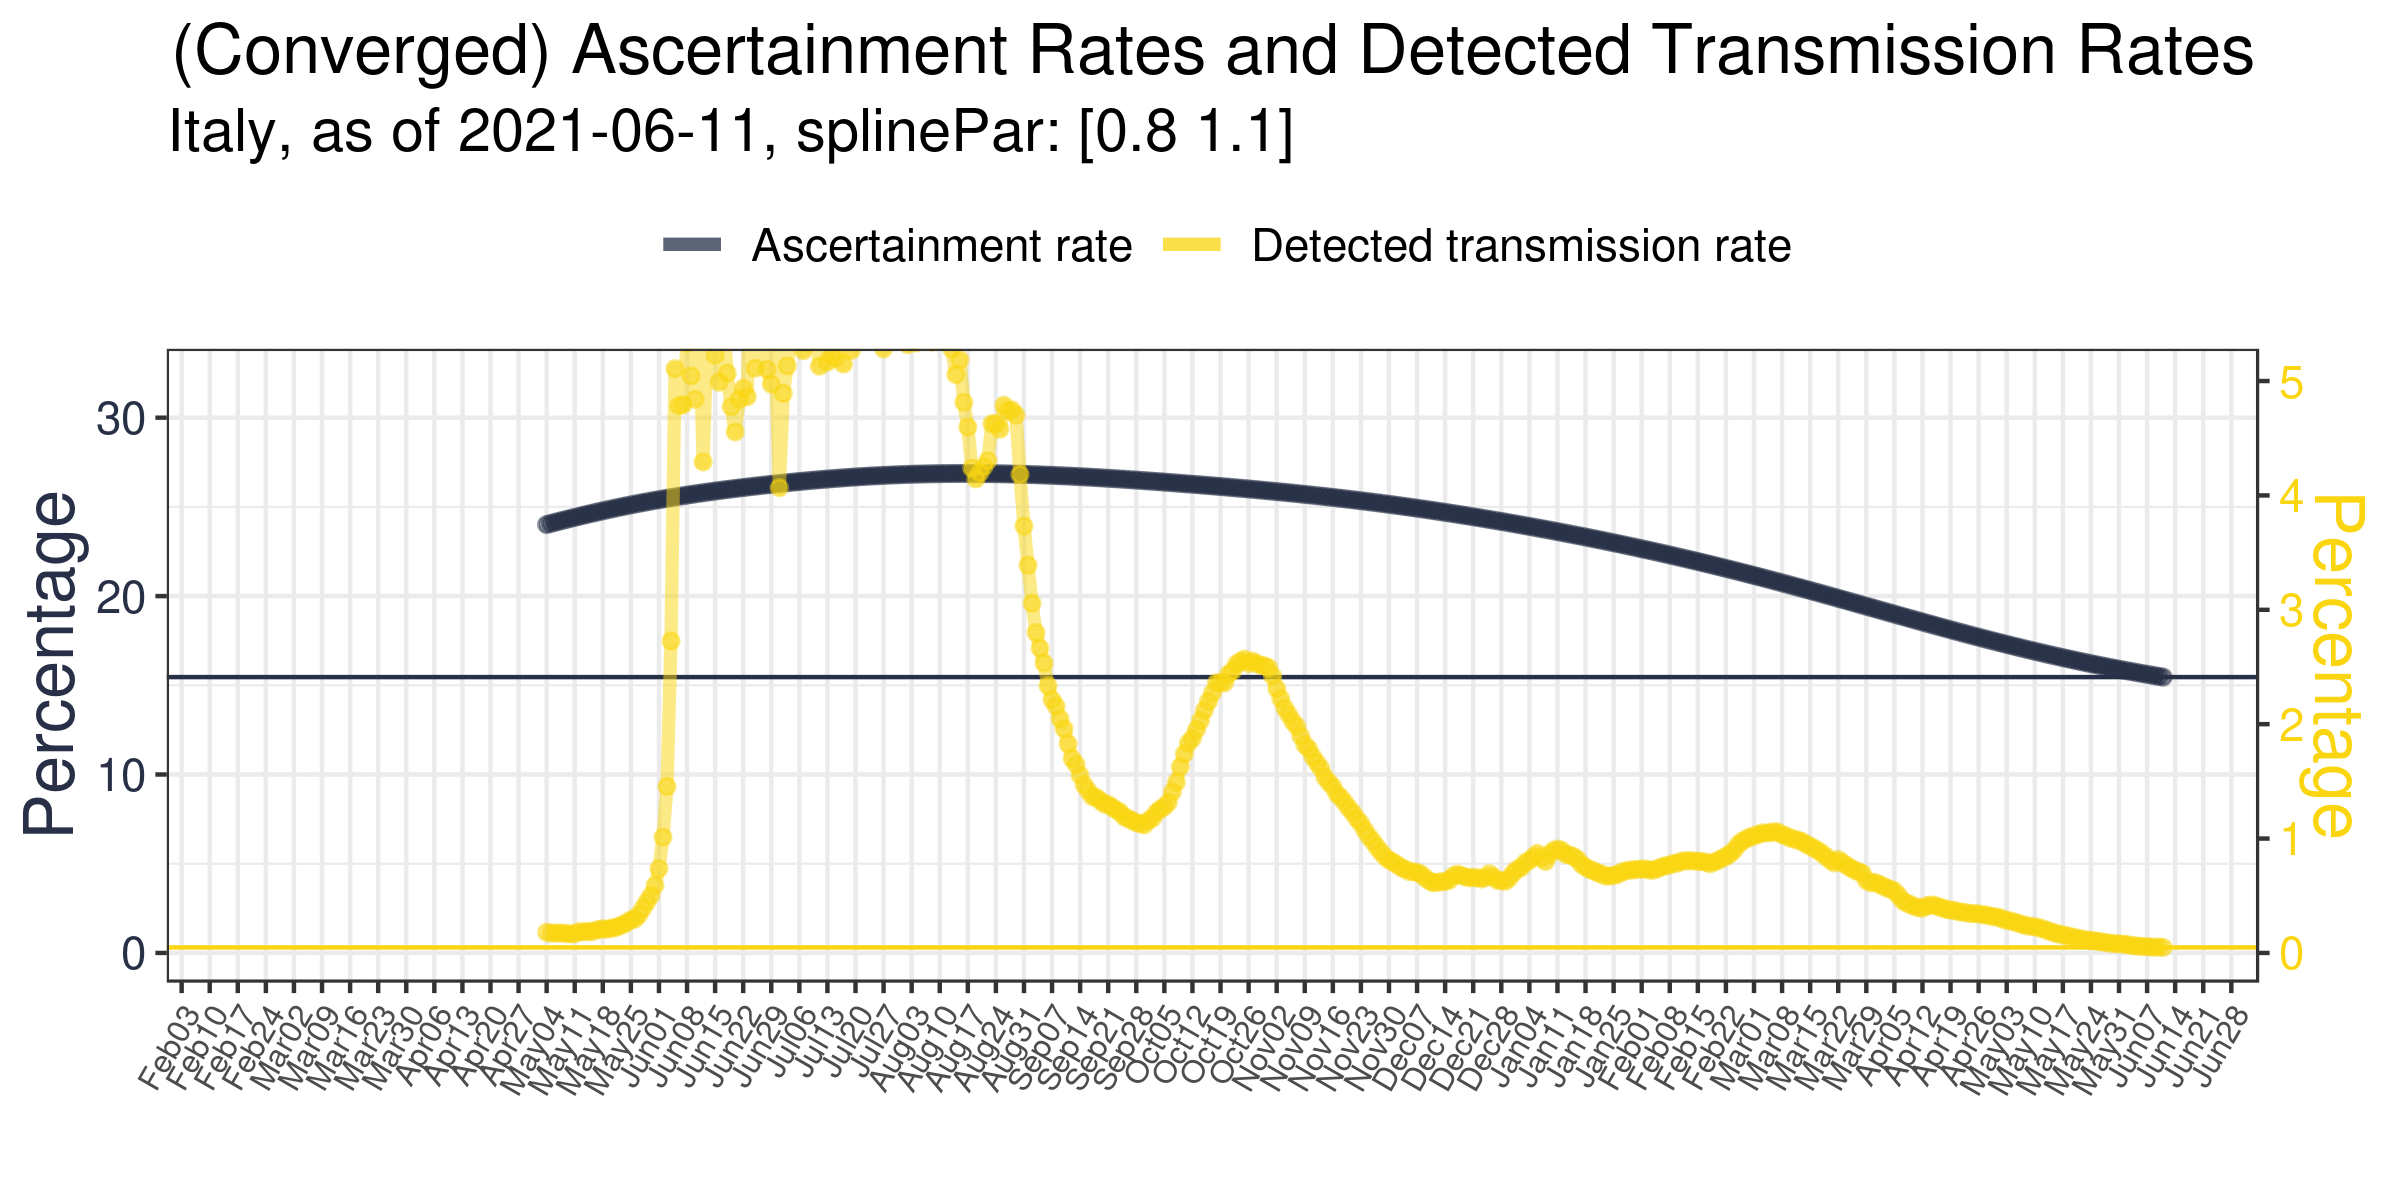 (Converged) Ascertainment Rates and Detected Transmission Rates
Italy, as of 2021-06-11, splinePar: [0.8 1.1]
Ascertainment rate
Detected transmission rate
Percentage
30
20
10
0
5
4
3
2
1
0
Percentage
Feb03
Feb10
Feb17
Feb24
Mar02
Mar09
Mar16
Mar23
Mar30
Apr06
Apr13
Apr20
Apr27
May04
May11
May18
May25
Jun01
Jun08
Jun15
Jun22
Jun29
Jul06
Jul13
Jul20
Jul27
Aug03
Aug10
Aug17
Aug24
Aug31
Sep07
Sep14
Sep21
Sep28
Oct05
Oct12
Oct19
Oct26
Nov02
Nov09
Nov16
Nov23
Nov30
Dec07
Dec14
Dec21
Dec28
Jan04
Jan11
Jan18
Jan25
Feb01
Feb08
Feb15
Feb22
Mar01
Mar08
Mar15
Mar22
Mar29
Apr05
Apr12
Apr19
Apr26
May03
May10
May17
May24
May31
Jun07
Jun14
Jun21
Jun28